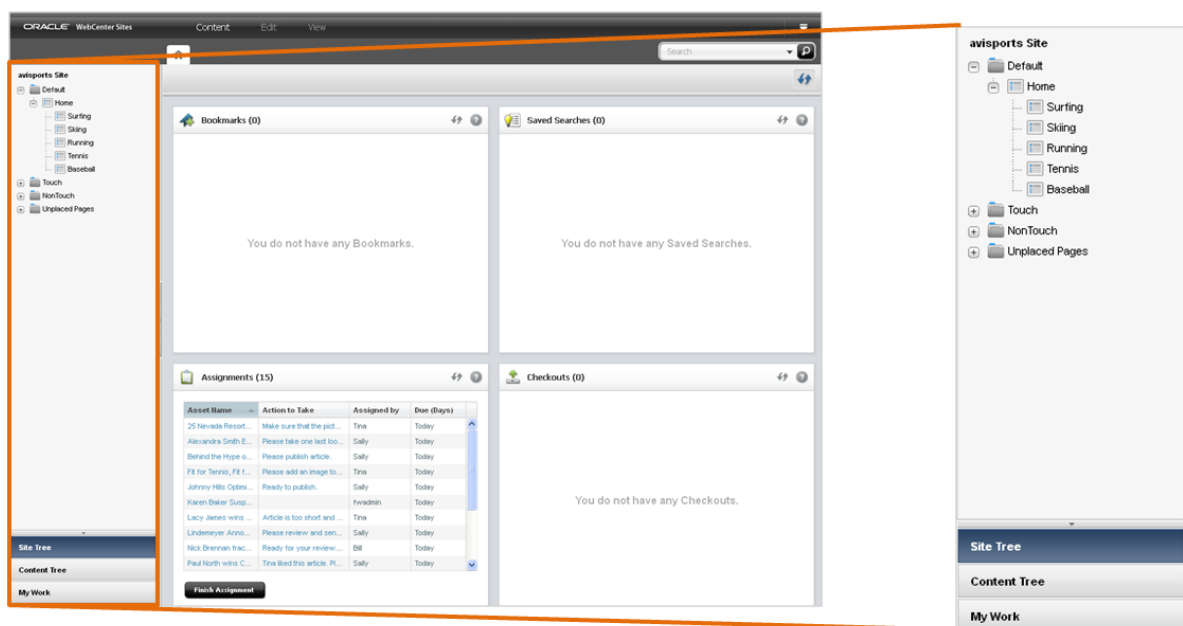 ORACLE WebCenter Sites
Content Edit View
Search
avisports Site
Default
Home
Surfing
Skiing
Running
Tennis
Baseball
Touch
NonTouch
Unplaced Pages
Site Tree
Content Tree
My Work
Bookmarks (0)
You do not have any Bookmarks.
Saved Searches (0)
You do not have any Saved Searches.
Assignments (15)
Asset Name Action to Take Assigned by Due (Days)
25 Nevada Resort... Make sure that the pict... Tina Today
Alexandra Smith E... Please take one last loo... Sally Today
Behind the Hype o... Please publish article. Sally Today
Fit for Tennis, Fit f... Please add an image to... Tina Today
Johnny Hills Optimi... Ready to publish. Sally Today
Karen Baker Susp... fwadmin Today
Lacy James wins ... Article is too short and ... Tina Today
Lindemeyer Anno... Please review and sen... Sally Today
Nick Brennan frac... Ready for your review.... Bill Today
Paul North wins C... Tina liked this article. Pl... Sally Today
Finish Assignment
Checkouts (0)
You do not have any Checkouts.
avisports Site
Default
Home
Surfing
Skiing
Running
Tennis
Baseball
Touch
NonTouch
Unplaced Pages
Site Tree
Content Tree
My Work